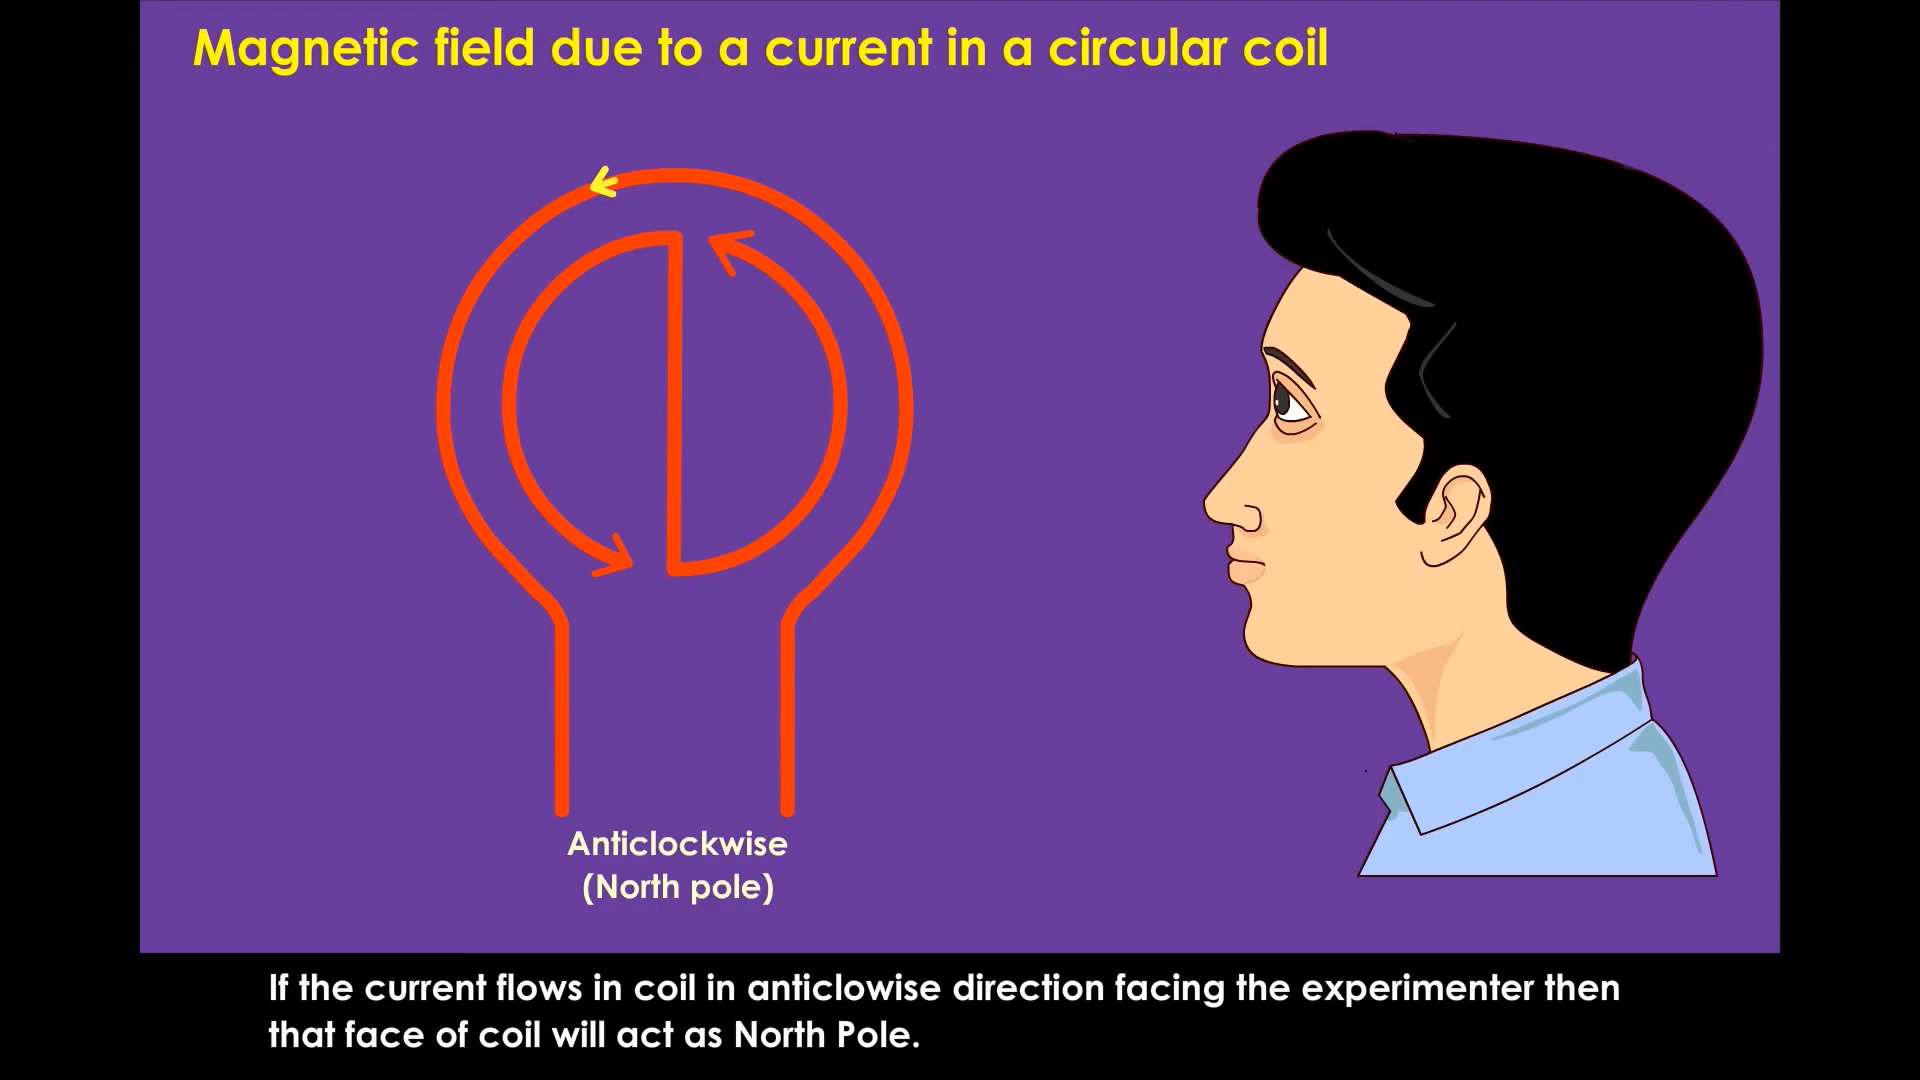 Magnetic field due to a current in a circular coil
Anticlockwise
(North pole)
If the current flows in coil in anticlowise direction facing the experimenter then
that face of coil will act as North Pole.